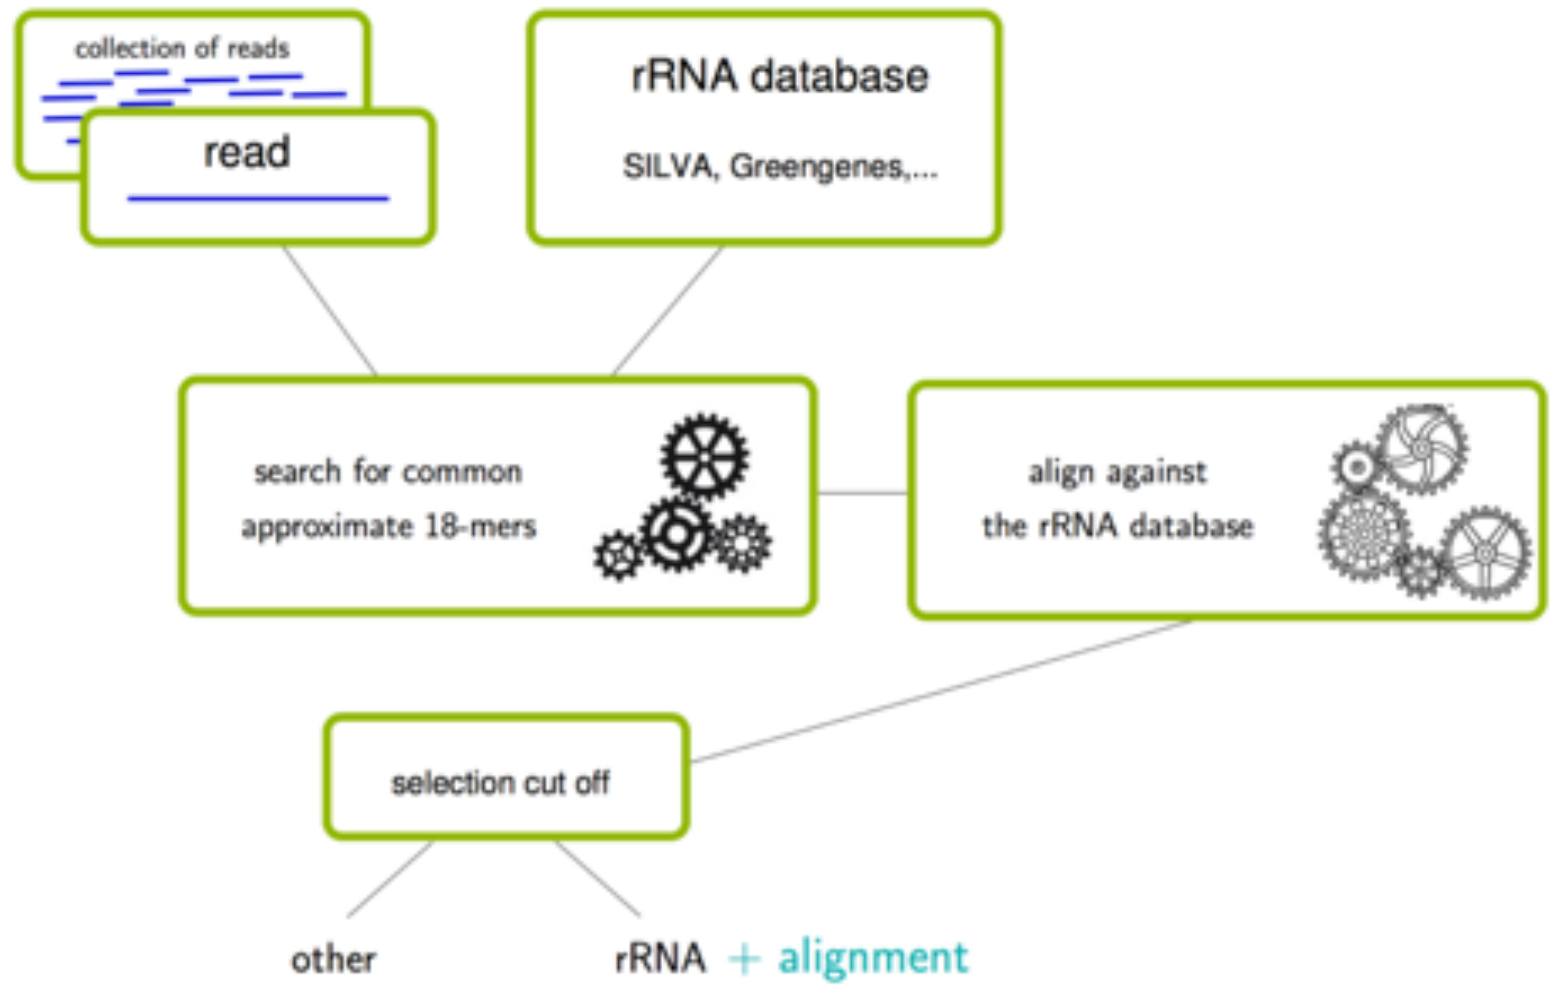 collection of reads
read
rRNA database
SILVA, Greengenes,...
search for common
approximate 18-mers
align against
the rRNA database
selection cut off
other
rRNA + alignment